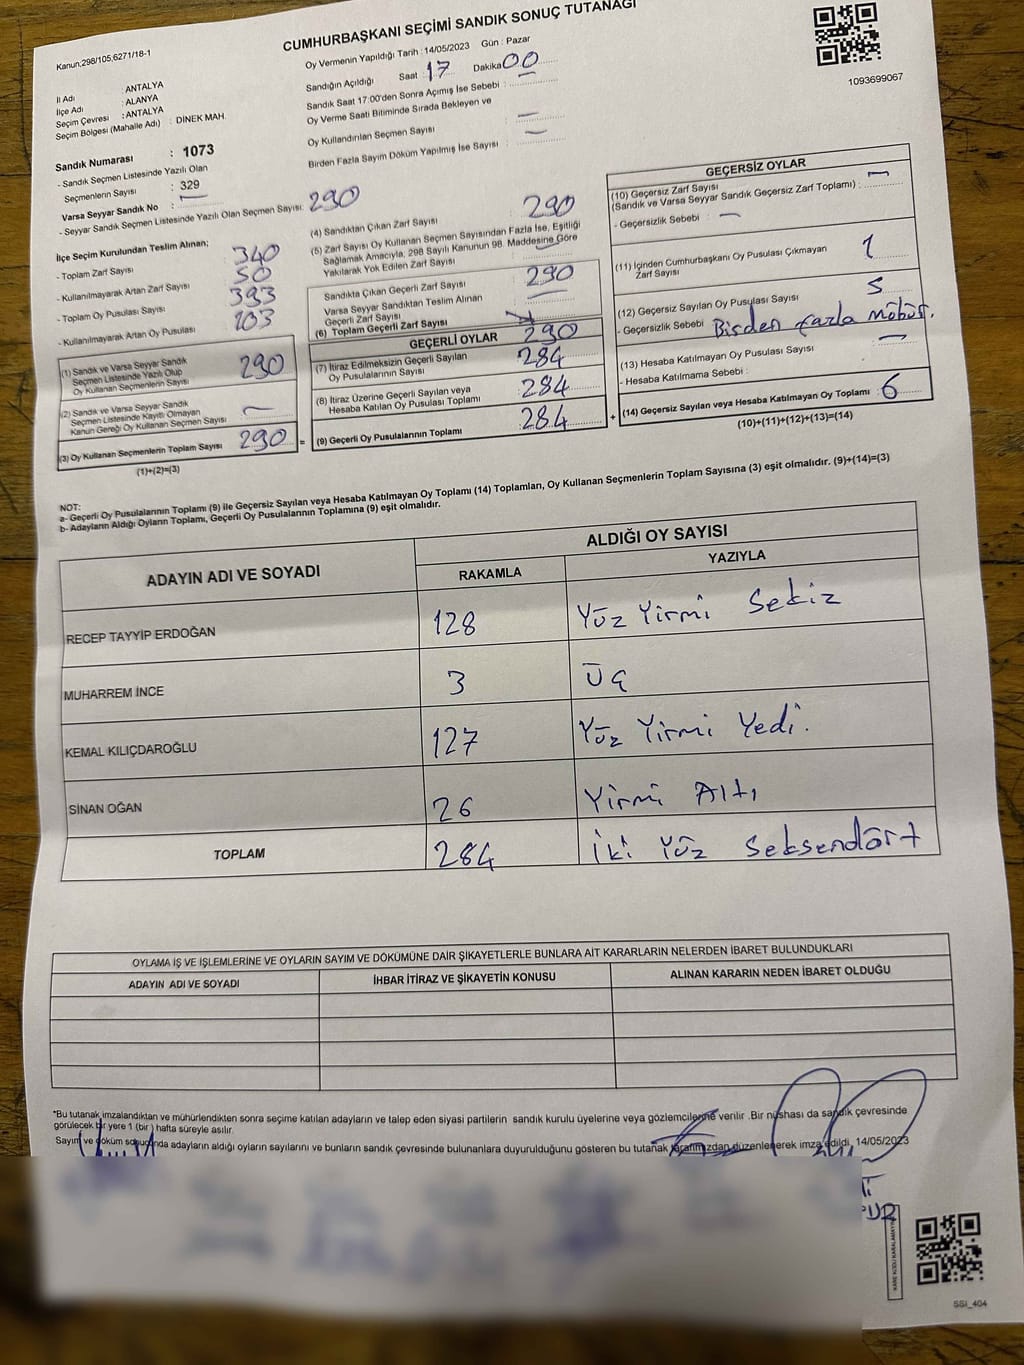 CUMHURBAŞKANI SEÇİMİ SANDIK SONUÇ TUTANAĞI
Kanun:298/105,6271/18-1
Oy Vermenin Yapıldığı Tarih : 14/05/2023 Gün : Pazar
Sandığın Açıldığı Saat : 17 Dakika 00
Sandık Saat 17:00'den Sonra Açımış İse Sebebi : —
Oy Verme Saati Bitiminde Sırada Bekleyen ve
Oy Kullandırılan Seçmen Sayısı —
Birden Fazla Sayım Döküm Yapılmış İse Sayısı : —
1093699067
İl Adı : ANTALYA
İlçe Adı : ALANYA
Seçim Çevresi : ANTALYA
Seçim Bölgesi (Mahalle Adı) : DİNEK MAH.
Sandık Numarası : 1073
- Sandık Seçmen Listesinde Yazılı Olan
Seçmenlerin Sayısı : 329
Varsa Seyyar Sandık No : —
- Seyyar Sandık Seçmen Listesinde Yazılı Olan Seçmen Sayısı: 290
İlçe Seçim Kurulundan Teslim Alınan;
- Toplam Zarf Sayısı 340
- Kullanılmayarak Artan Zarf Sayısı 50
- Toplam Oy Pusulası Sayısı 393
- Kullanılmayarak Artan Oy Pusulası 103
(1) Sandık ve Varsa Seyyar Sandık
Seçmen Listesinde Yazılı Olup
Oy Kullanan Seçmenlerin Sayısı 290
(2) Sandık ve Varsa Seyyar Sandık
Seçmen Listesinde Kayıtlı Olmayan
Kanun Gereği Oy Kullanan Seçmen Sayısı —
(3) Oy Kullanan Seçmenlerin Toplam Sayısı 290 =
(1)+(2)=(3)
(4) Sandıktan Çıkan Zarf Sayısı 290
(5) Zarf Sayısı Oy Kullanan Seçmen Sayısından Fazla İse, Eşitliği
Sağlamak Amacıyla, 298 Sayılı Kanunun 98. Maddesine Göre
Yakılarak Yok Edilen Zarf Sayısı —
Sandıkta Çıkan Geçerli Zarf Sayısı 290
Varsa Seyyar Sandıktan Teslim Alınan
Geçerli Zarf Sayısı —
(6) Toplam Geçerli Zarf Sayısı 290
GEÇERLİ OYLAR
(7) İtiraz Edilmeksizin Geçerli Sayılan
Oy Pusulalarının Sayısı 284
(8) İtiraz Üzerine Geçerli Sayılan veya
Hesaba Katılan Oy Pusulası Toplamı 284
(9) Geçerli Oy Pusulalarının Toplamı 284 +
GEÇERSİZ OYLAR
(10) Geçersiz Zarf Sayısı —
(Sandık ve Varsa Seyyar Sandık Geçersiz Zarf Toplamı) :
- Geçersizlik Sebebi : —
(11) İçinden Cumhurbaşkanı Oy Pusulası Çıkmayan
Zarf Sayısı 1
(12) Geçersiz Sayılan Oy Pusulası Sayısı 5
- Geçersizlik Sebebi Birden fazla möhür.
(13) Hesaba Katılmayan Oy Pusulası Sayısı : —
- Hesaba Katılmama Sebebi :
(14) Geçersiz Sayılan veya Hesaba Katılmayan Oy Toplamı 6
(10)+(11)+(12)+(13)=(14)
NOT:
a- Geçerli Oy Pusulalarının Toplamı (9) ile Geçersiz Sayılan veya Hesaba Katılmayan Oy Toplamı (14) Toplamları, Oy Kullanan Seçmenlerin Toplam Sayısına (3) eşit olmalıdır. (9)+(14)=(3)
b- Adayların Aldığı Oyların Toplamı, Geçerli Oy Pusulalarının Toplamına (9) eşit olmalıdır.
ADAYIN ADI VE SOYADI ALDIĞI OY SAYISI
RAKAMLA YAZIYLA
RECEP TAYYİP ERDOĞAN 128 Yüz Yirmi Sekiz
MUHARREM İNCE 3 Üç
KEMAL KILIÇDAROĞLU 127 Yüz Yirmi Yedi.
SİNAN OĞAN 26 Yirmi Altı
TOPLAM 284 İki Yüz Seksendört
OYLAMA İŞ VE İŞLEMLERİNE VE OYLARIN SAYIM VE DÖKÜMÜNE DAİR ŞİKAYETLERLE BUNLARA AİT KARARLARIN NELERDEN İBARET BULUNDUKLARI
ADAYIN ADI VE SOYADI İHBAR İTİRAZ VE ŞİKAYETİN KONUSU ALINAN KARARIN NEDEN İBARET OLDUĞU
*Bu tutanak imzalandıktan ve mühürlendikten sonra seçime katılan adayların ve talep eden siyasi partilerin sandık kurulu üyelerine veya gözlemcilerine verilir .Bir nüshası da sandık çevresinde
görülecek bir yere 1 (bir) hafta süreyle asılır.
Sayım ve döküm sonucunda adayların aldığı oyların sayılarını ve bunların sandık çevresinde bulunanlara duyurulduğunu gösteren bu tutanak tarafımızdan düzenlenerek imza edildi. 14/05/2023
KARE KODU KARALAMAYIN
SSI_404